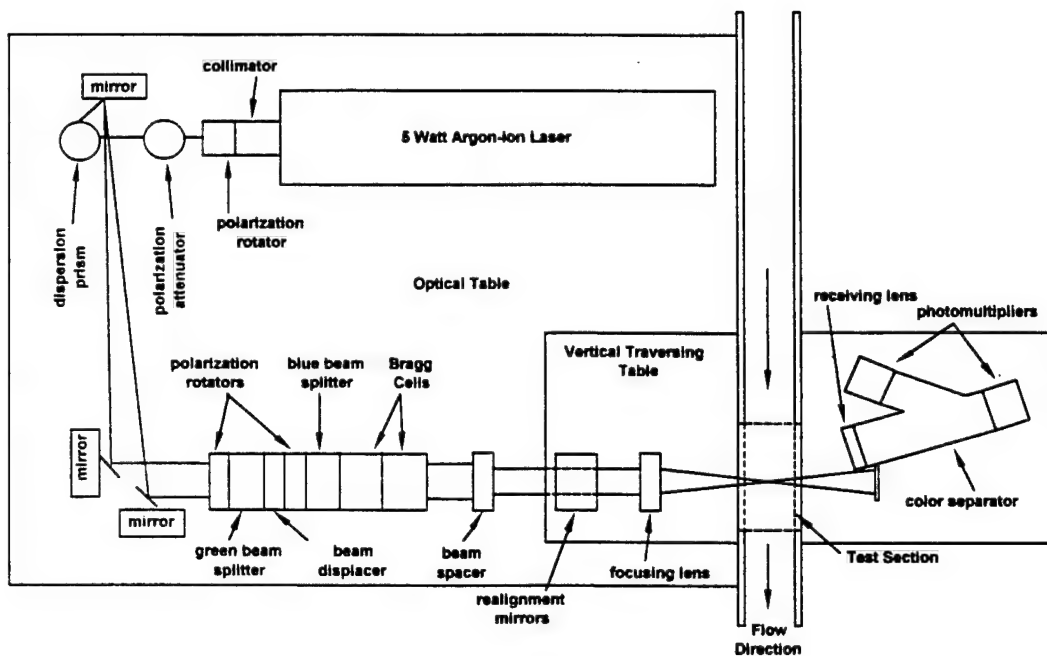 collimator
mirror
5 Watt Argon-Ion Laser
polarization
rotator
dispersion
prism
polarization
attenuator
Optical Table
receiving lens
photomultipliers
polarization
rotators
blue beam
splitter
Bragg
Cells
Vertical Traversing
Table
mirror
mirror
color separator
green beam
splitter
beam
displacer
beam
spacer
focusing lens
Test Section
realignment
mirrors
Flow
Direction